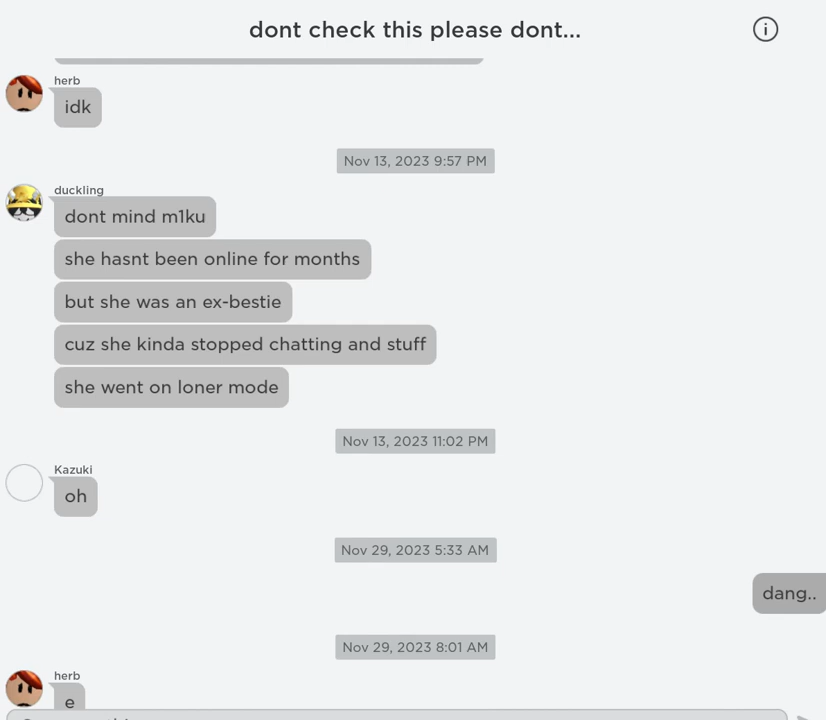 dont check this please dont...
herb
idk
Nov 13, 2023 9:57 PM
duckling
dont mind m1ku
she hasnt been online for months
but she was an ex-bestie
cuz she kinda stopped chatting and stuff
she went on loner mode
Nov 13, 2023 11:02 PM
Kazuki
oh
Nov 29, 2023 5:33 AM
dang..
Nov 29, 2023 8:01 AM
herb
e